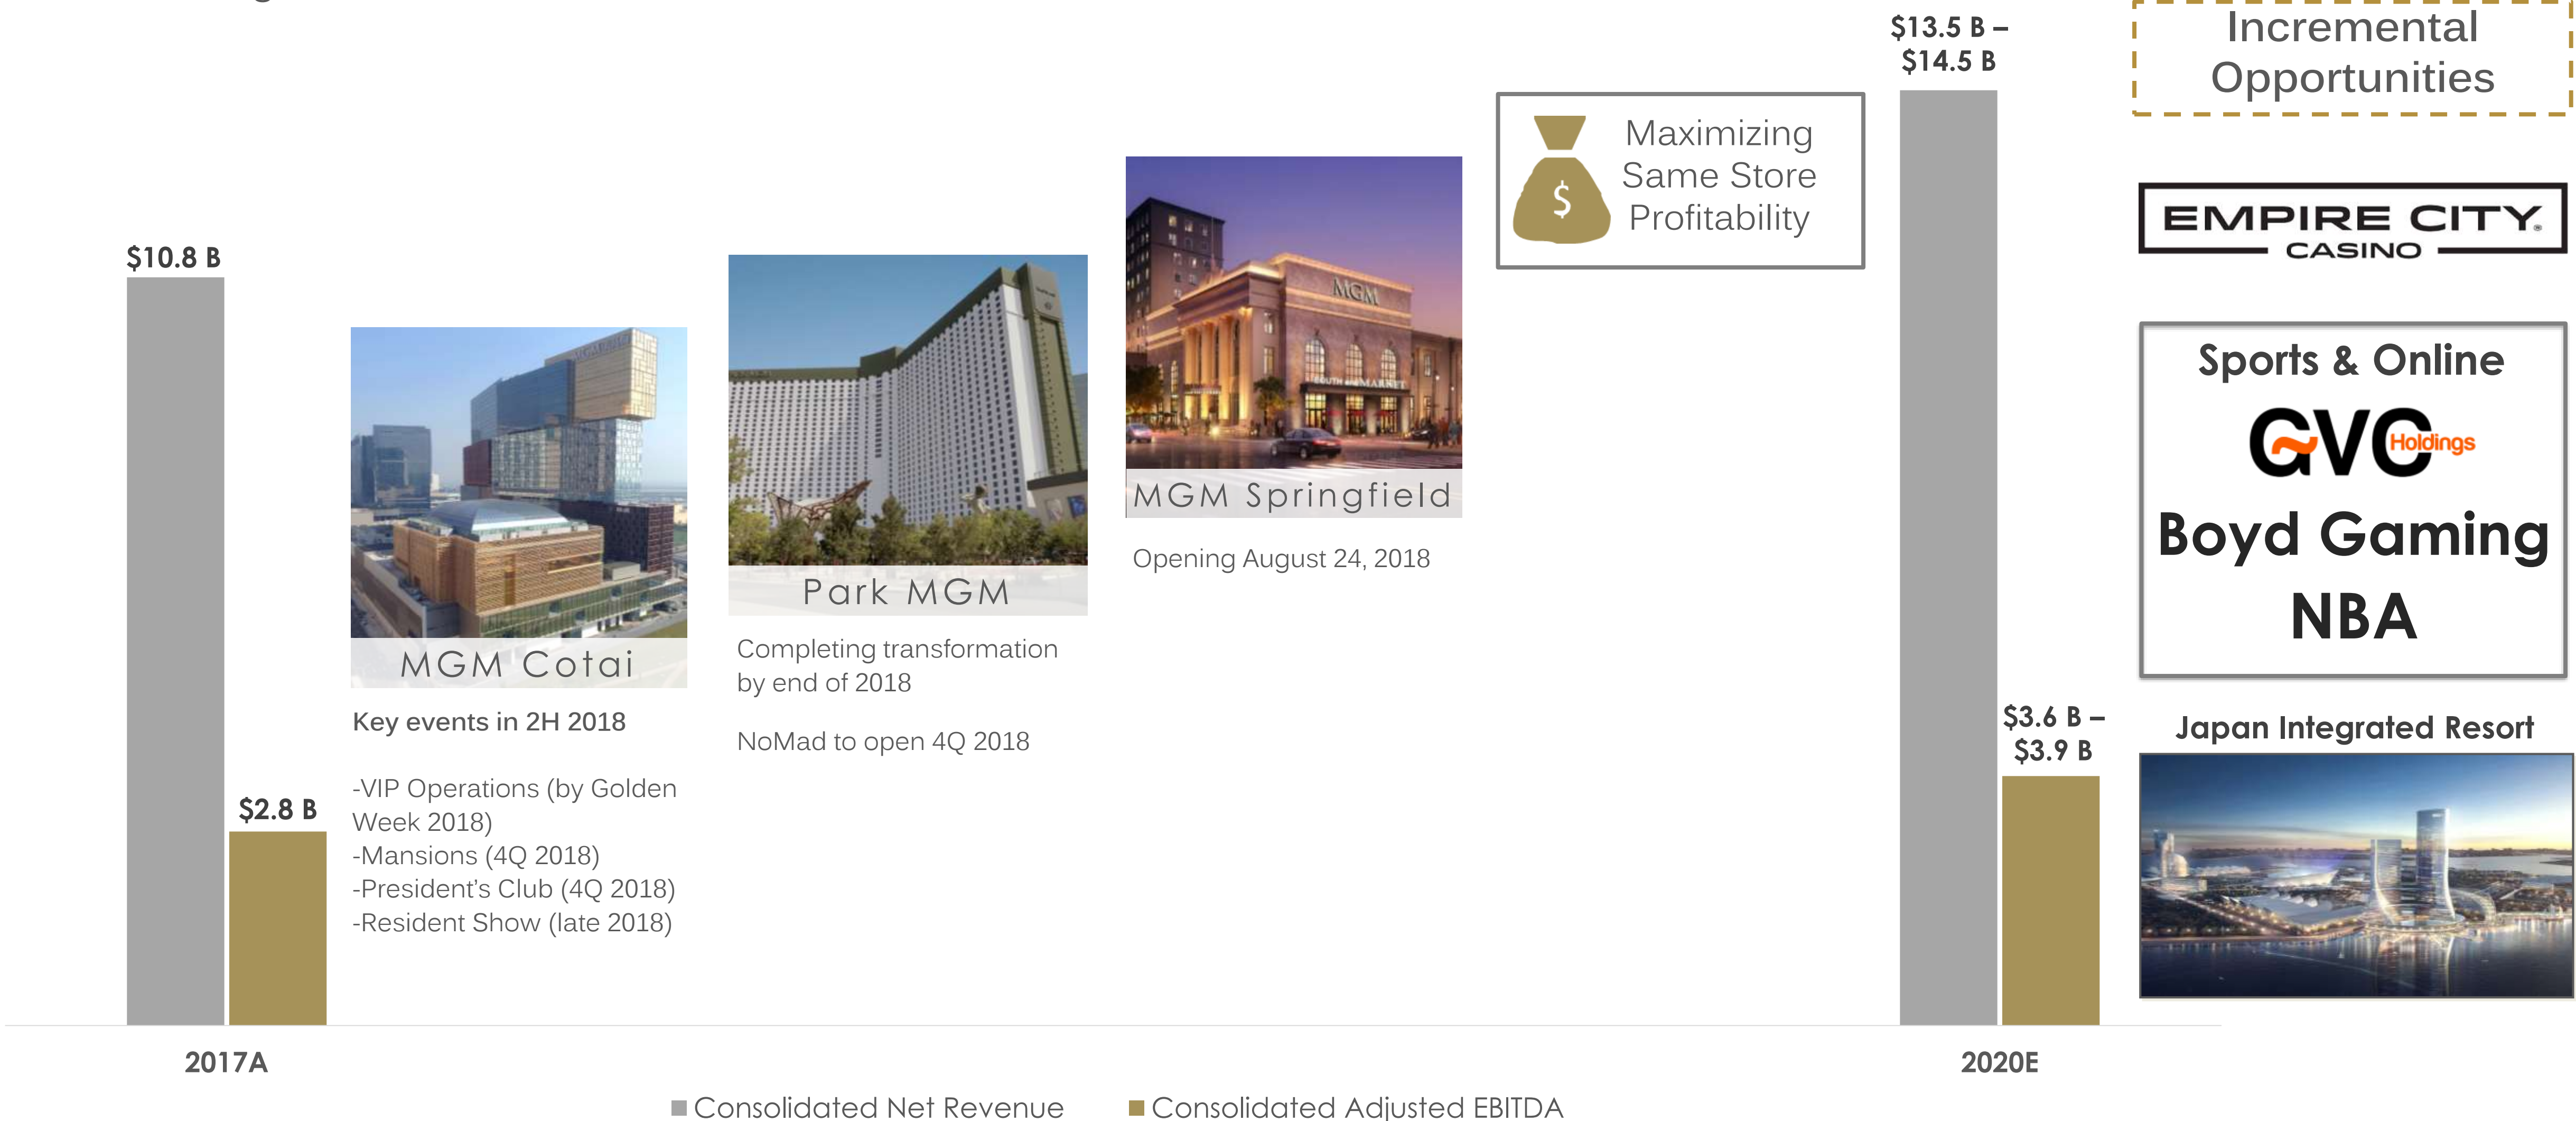 $10.8 B
$2.8 B
2017A
MGM Cotai
Key events in 2H 2018
-VIP Operations (by Golden
Week 2018)
-Mansions (4Q 2018)
-President's Club (4Q 2018)
-Resident Show (late 2018)
Park MGM
Completing transformation
by end of 2018
NoMad to open 4Q 2018
MGM
SOUTH END MARKET
MGM Springfield
Opening August 24, 2018
$
Maximizing
Same Store
Profitability
$13.5 B –
$14.5 B
$3.6 B –
$3.9 B
2020E
Incremental
Opportunities
EMPIRE CITY®
CASINO
Sports & Online
GVC Holdings
Boyd Gaming
NBA
Japan Integrated Resort
Consolidated Net Revenue
Consolidated Adjusted EBITDA